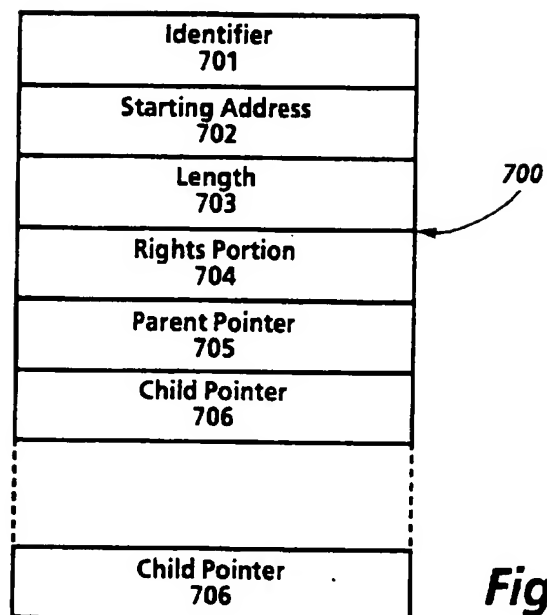 Identifier
701
Starting Address
702
Length
703
700
Rights Portion
704
Parent Pointer
705
Child Pointer
706
Child Pointer
706
Fig